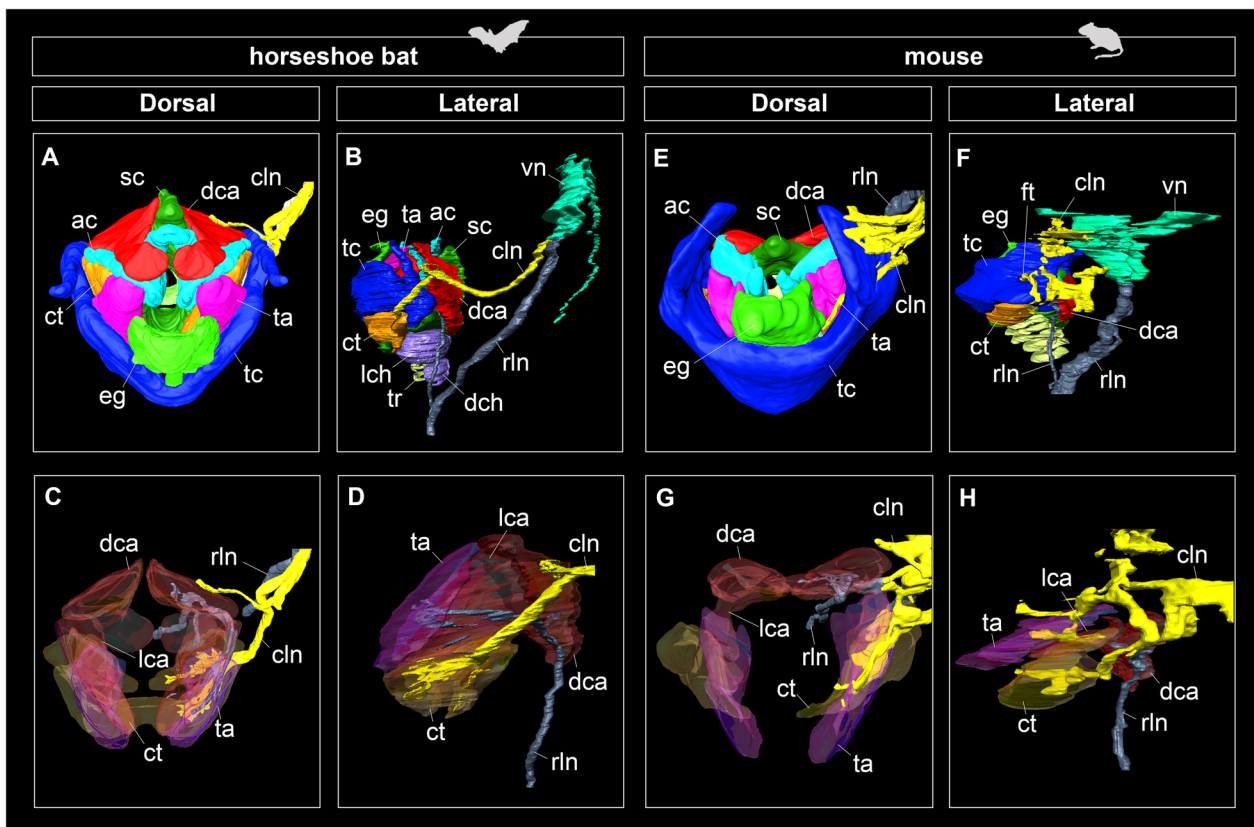 horseshoe bat
mouse
Dorsal
Lateral
Dorsal
Lateral
A
sc
dca
cln
ac
ct
ta
eg
tc
B
vn
eg
ta
ac
sc
tc
cln
ct
dca
lch
rln
tr
dch
E
rln
ac
sc
dca
cln
ta
eg
tc
F
cln
vn
ft
eg
tc
dca
ct
rln
rln
C
dca
rln
lca
cln
ta
ct
D
lca
ta
cln
dca
ct
rln
G
cln
dca
lca
rln
ct
ta
H
cln
lca
ta
dca
ct
rln